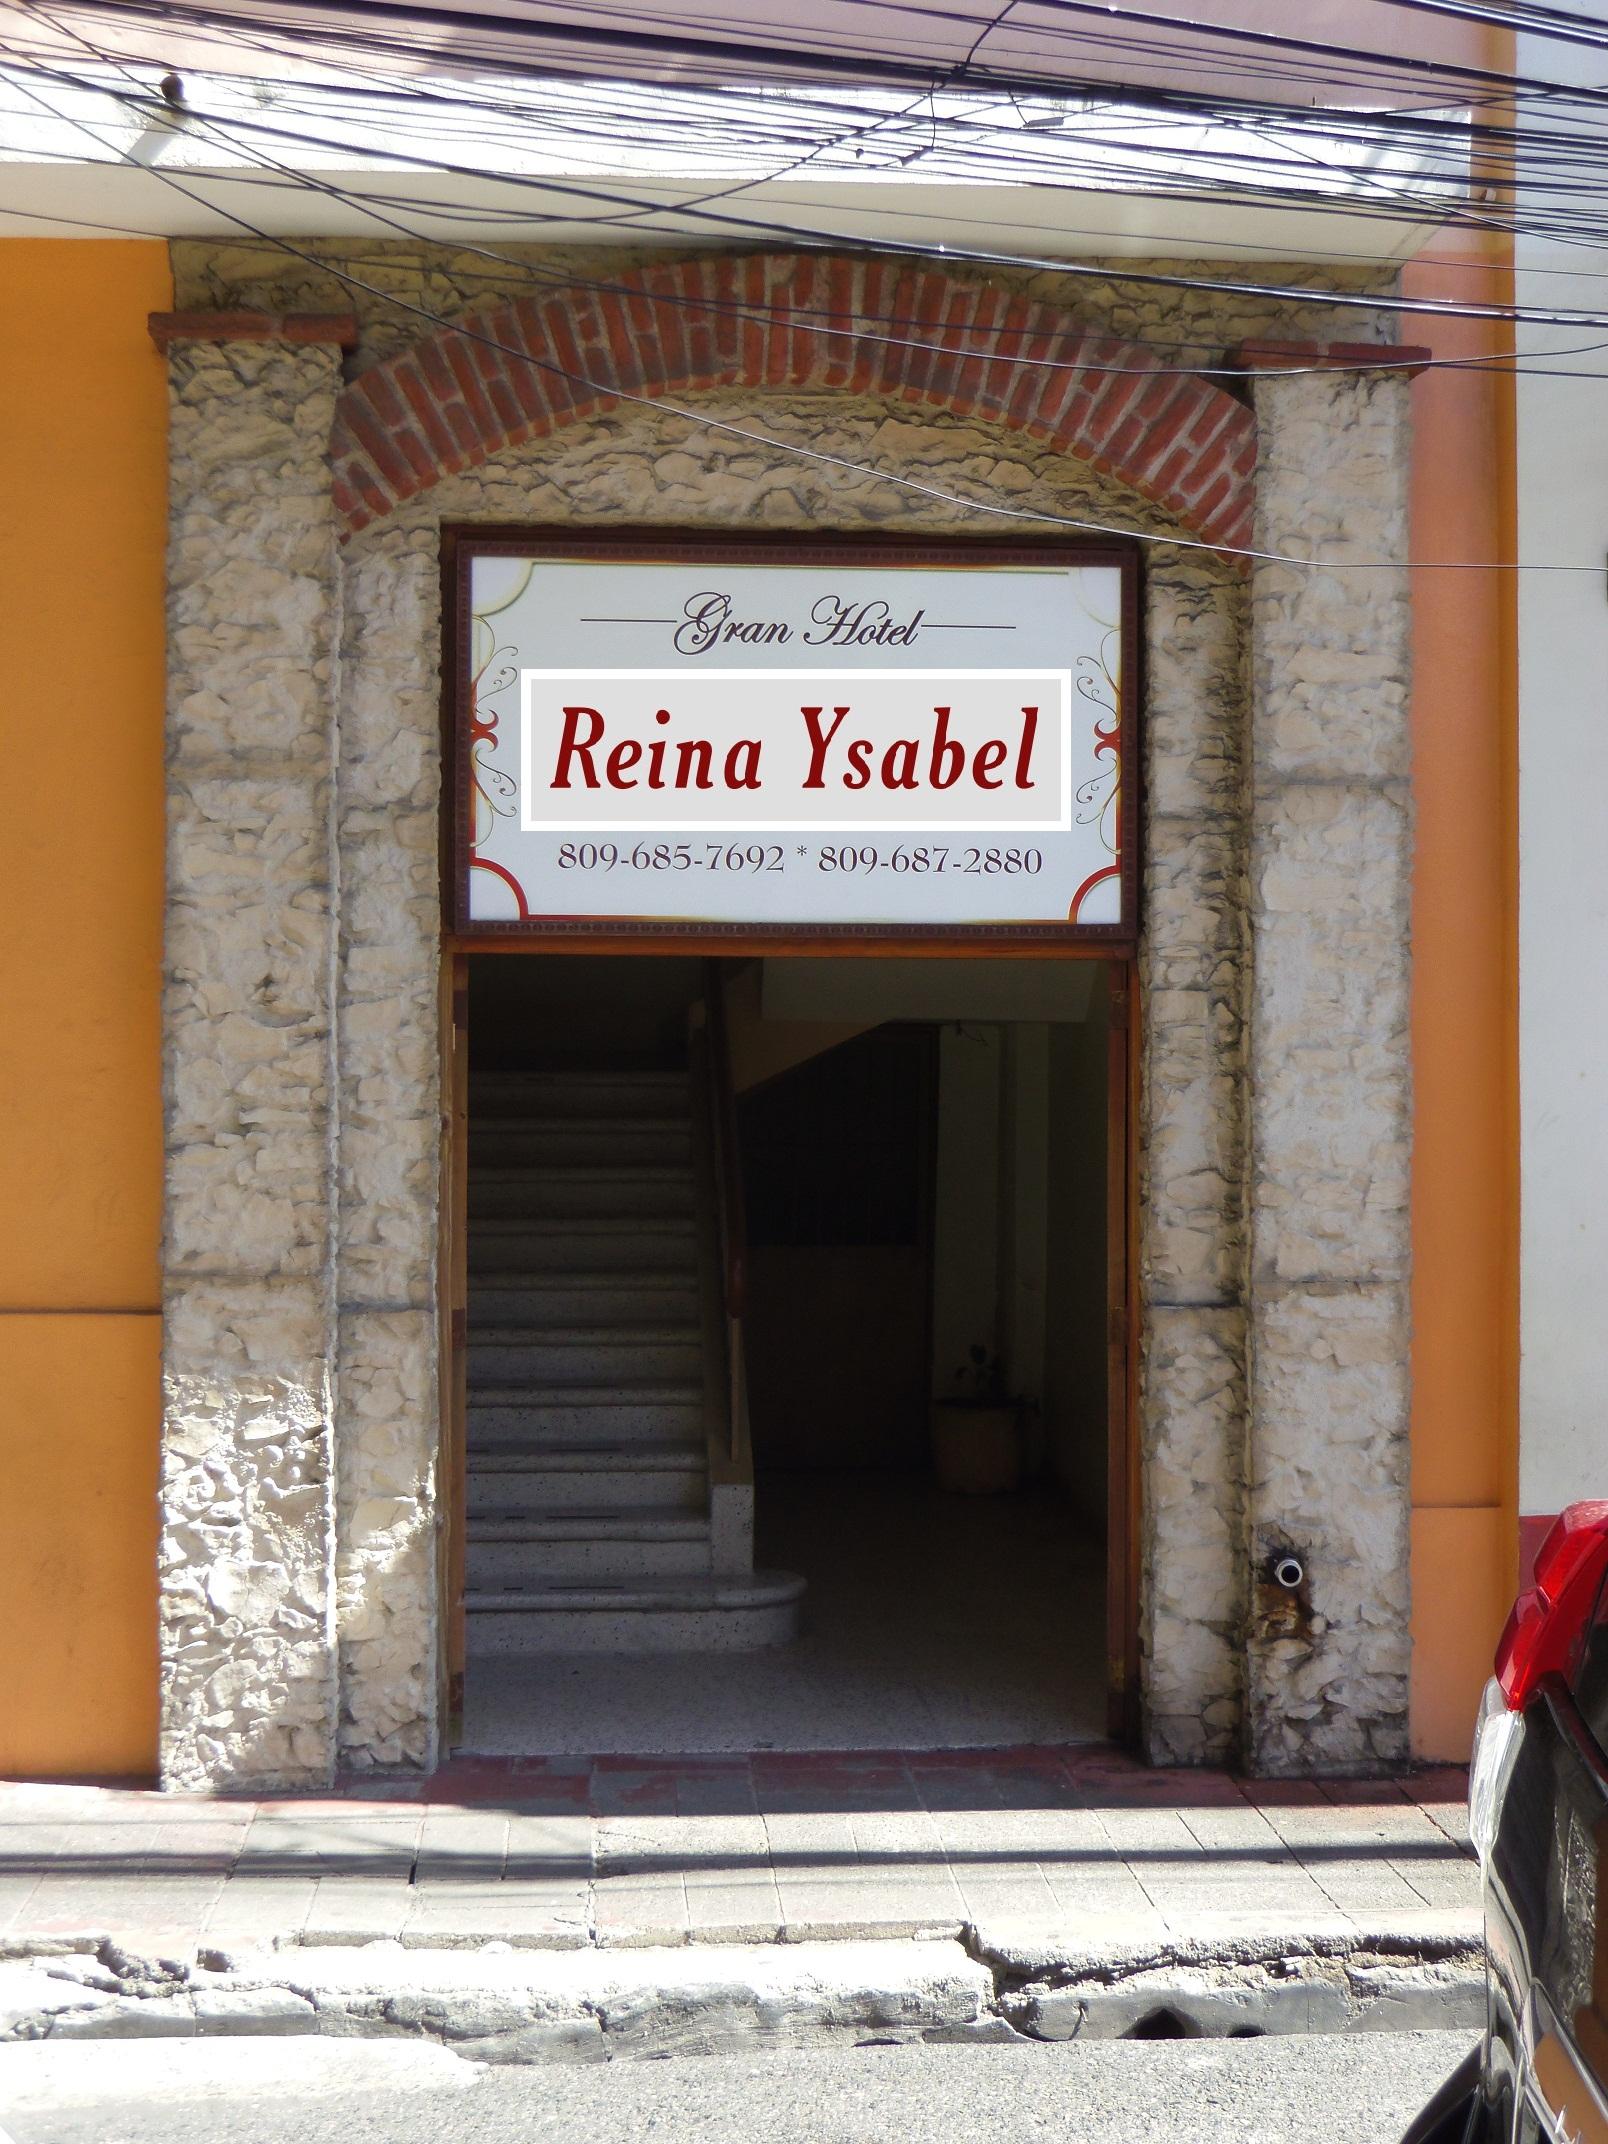 Gran Hotel
Reina Ysabel
809-685-7692 * 809-687-2880